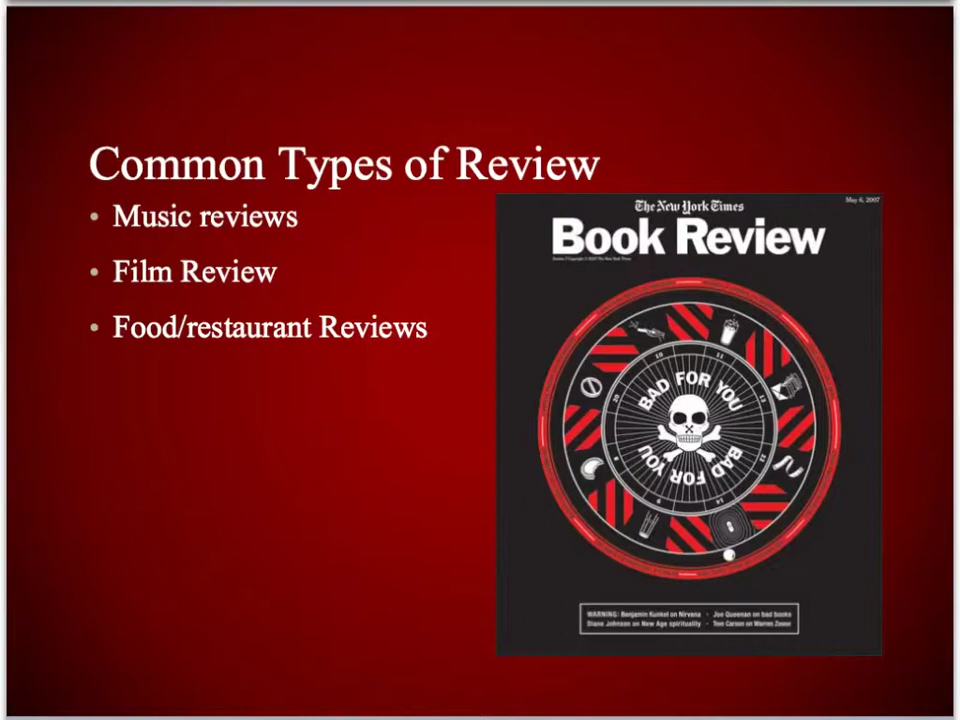 Common Types of Review
• Music reviews
• Film Review
• Food/restaurant Reviews
The New York Times
May 6, 2007
Book Review
BAD FOR YOU
BAD FOR YOU
WARNING: Benjamin Kunkel on Nirvana • Joe Queenan on bad books
Diane Johnson on New Age spirituality • Tom Carson on Warren Zevon